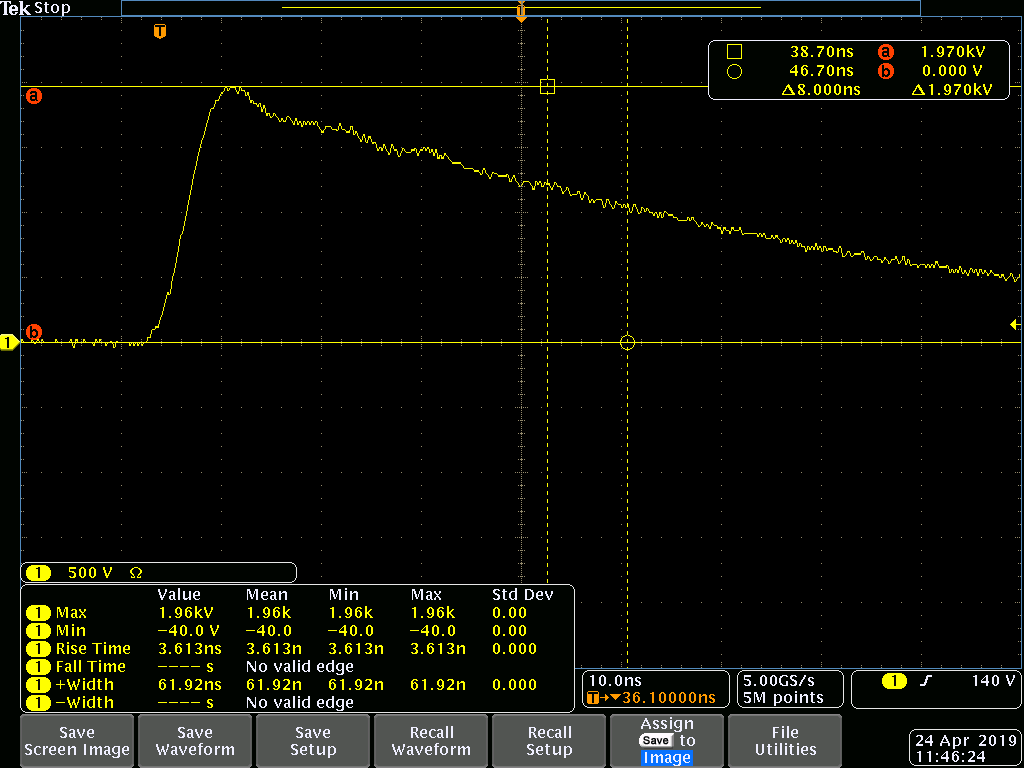 Tek Stop
T
T
38.70ns a 1.970kV
46.70ns b 0.000 V
Δ8.000ns Δ1.970kV
a
b
1
1 500 V Ω
Value Mean Min Max Std Dev
1 Max 1.96kV 1.96k 1.96k 1.96k 0.00
1 Min −40.0 V −40.0 −40.0 −40.0 0.00
1 Rise Time 3.613ns 3.613n 3.613n 3.613n 0.000
1 Fall Time −−−− s No valid edge
1 +Width 61.92ns 61.92n 61.92n 61.92n 0.000
1 −Width −−−− s No valid edge
10.0ns
T→▼36.10000ns
5.00GS/s
5M points
1 140 V
Save Screen Image
Save Waveform
Save Setup
Recall Waveform
Recall Setup
Assign Save to Image
File Utilities
24 Apr 2019
11:46:24